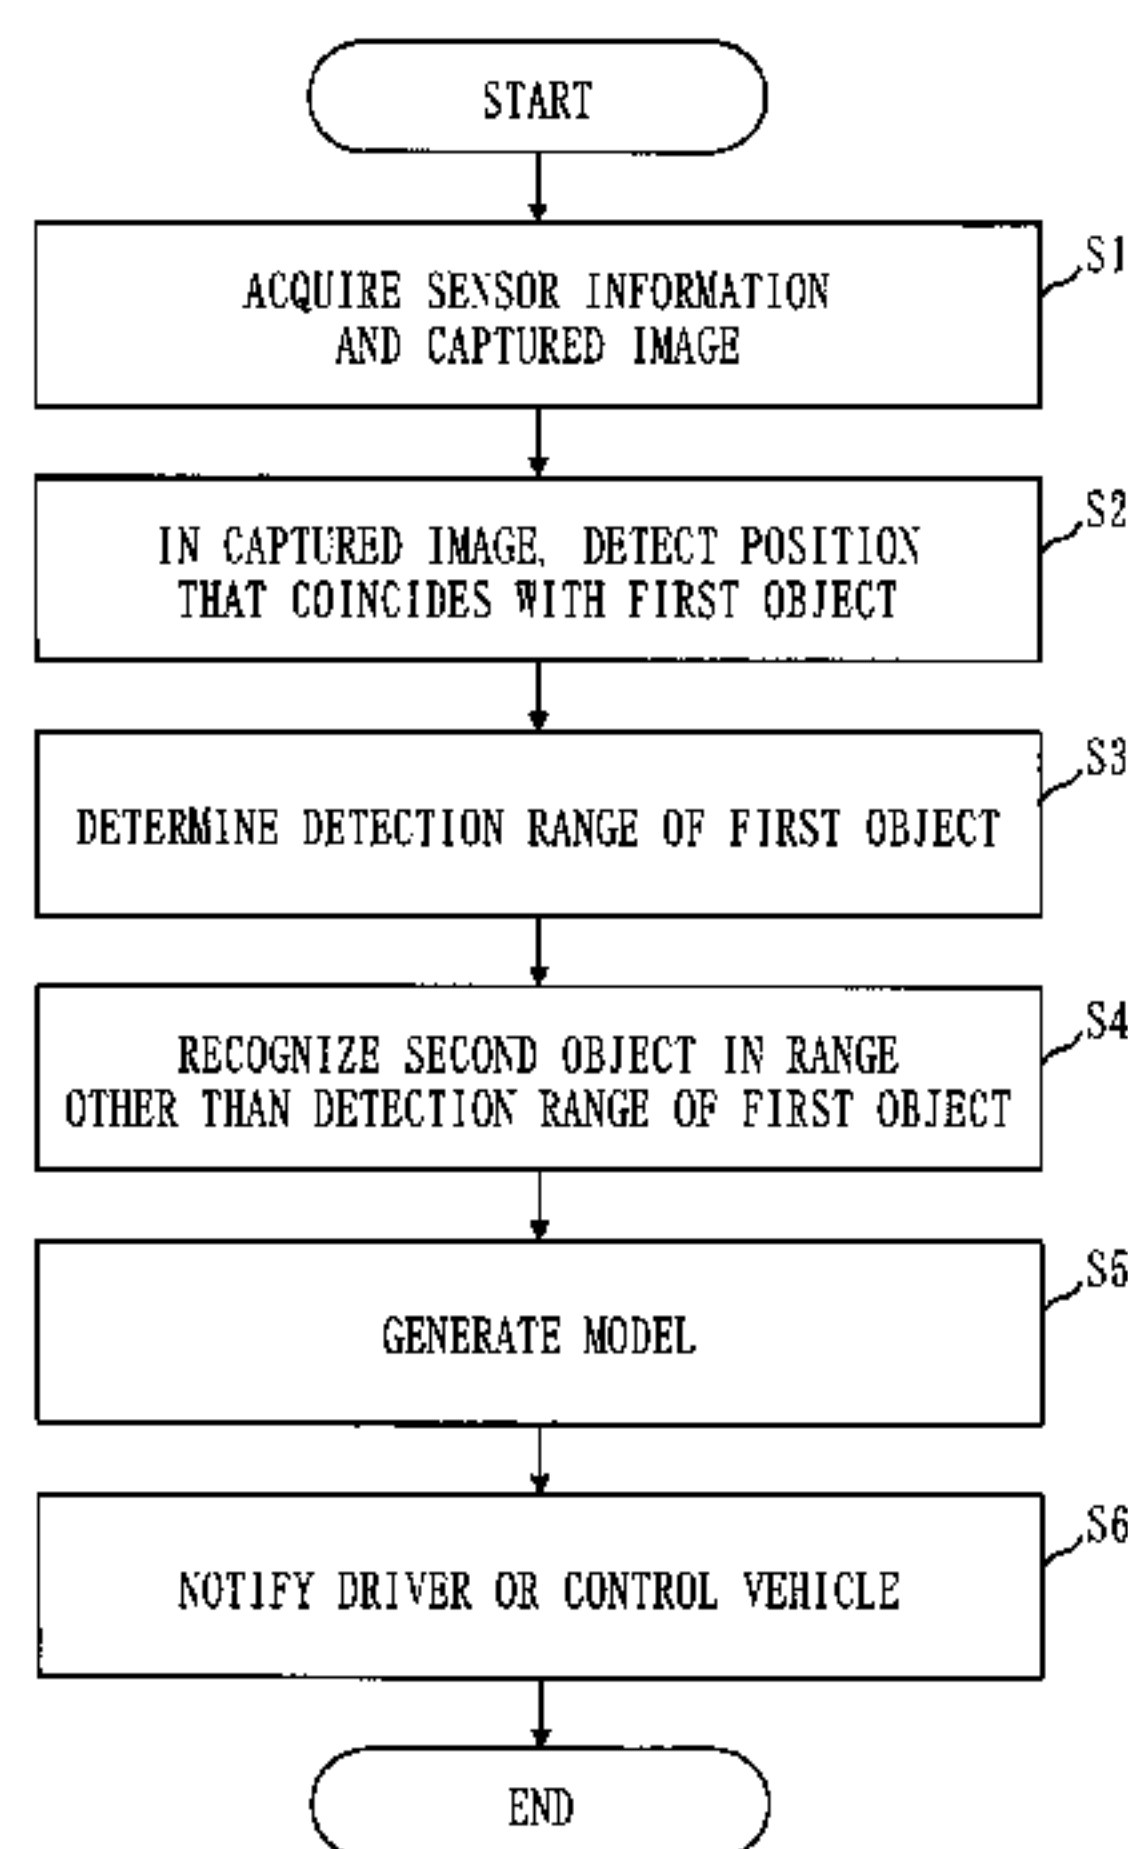 START
S1
ACQUIRE SENSOR INFORMATION
AND CAPTURED IMAGE
S2
IN CAPTURED IMAGE, DETECT POSITION
THAT COINCIDES WITH FIRST OBJECT
S3
DETERMINE DETECTION RANGE OF FIRST OBJECT
S4
RECOGNIZE SECOND OBJECT IN RANGE
OTHER THAN DETECTION RANGE OF FIRST OBJECT
S5
GENERATE MODEL
S6
NOTIFY DRIVER OR CONTROL VEHICLE
END